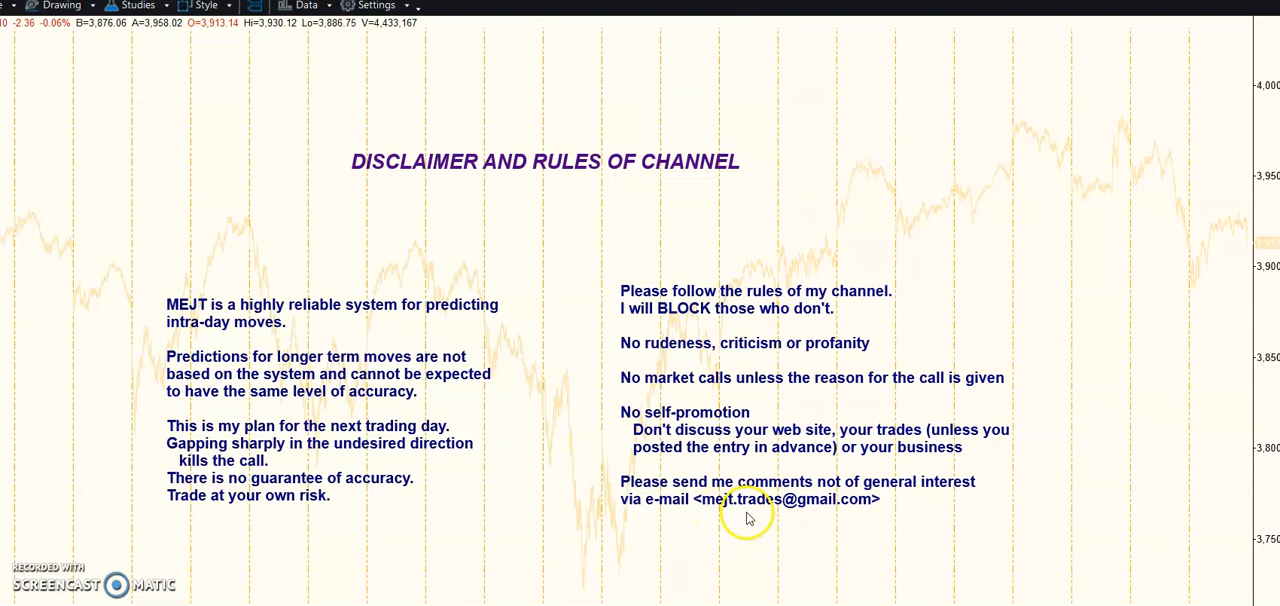 Drawing Studies Style Data Settings
-2.36 -0.06% B=3,876.06 A=3,958.02 O=3,913.14 Hi=3,930.12 Lo=3,886.75 V=4,433,167
4,000
DISCLAIMER AND RULES OF CHANNEL
3,950
3,900
MEJT is a highly reliable system for predicting
intra-day moves.
Predictions for longer term moves are not
based on the system and cannot be expected
to have the same level of accuracy.
This is my plan for the next trading day.
Gapping sharply in the undesired direction
kills the call.
There is no guarantee of accuracy.
Trade at your own risk.
Please follow the rules of my channel.
I will BLOCK those who don't.
No rudeness, criticism or profanity
No market calls unless the reason for the call is given
No self-promotion
Don't discuss your web site, your trades (unless you
posted the entry in advance) or your business
Please send me comments not of general interest
via e-mail <mejt.trades@gmail.com>
3,850
3,800
3,750
RECORDED WITH
SCREENCAST MATIC